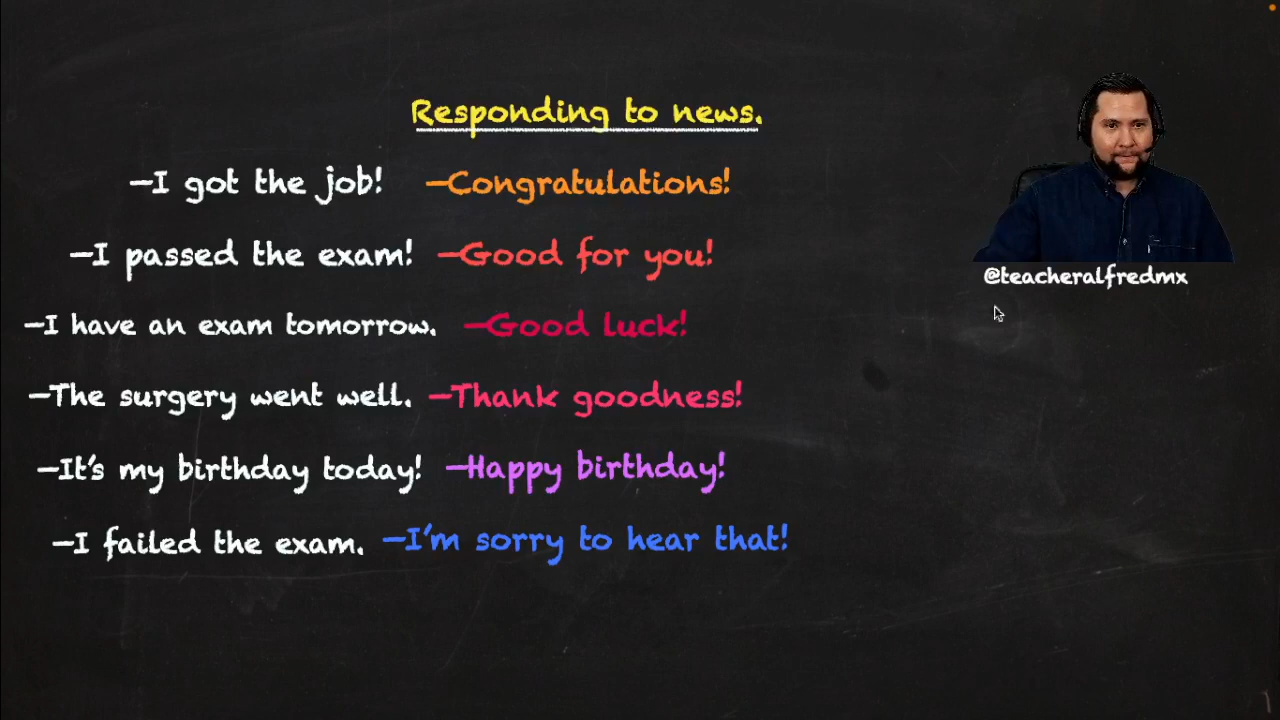 Responding to news.
—I got the job! —Congratulations!
—I passed the exam! —Good for you!
@teacheralfredmx
—I have an exam tomorrow. —Good luck!
—The surgery went well. —Thank goodness!
—It's my birthday today! —Happy birthday!
—I failed the exam. —I'm sorry to hear that!